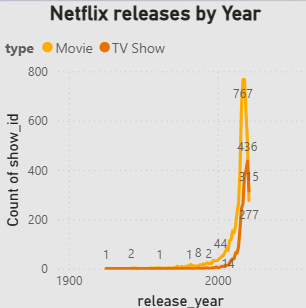 Netflix releases by Year
type Movie TV Show
800
767
600
436
400
315
277
200
44
14
1 2 1 1 8 2
0
1900 2000
Count of show_id
release_year